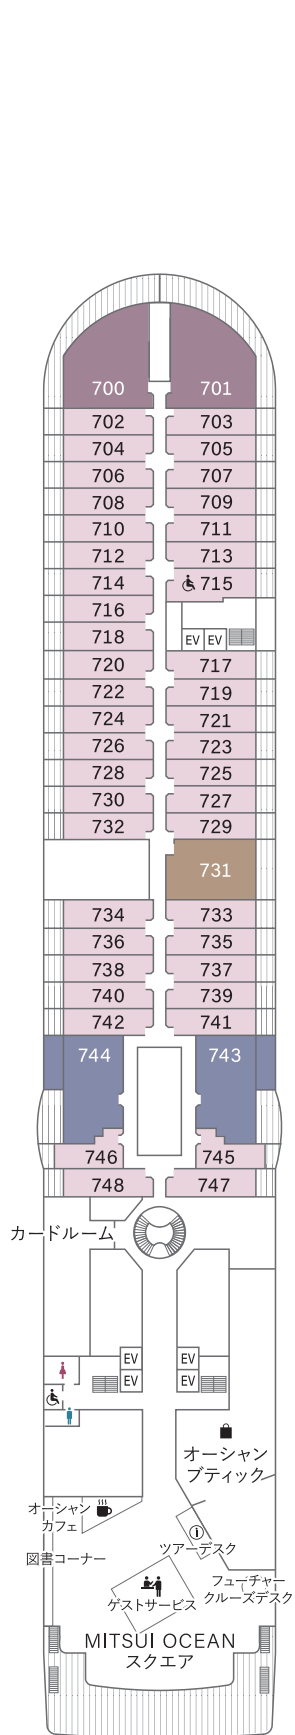 700 701
702 703
704 705
706 707
708 709
710 711
712 713
714 715
716
718 EV EV
720 717
722 719
724 721
726 723
728 725
730 727
732 729
731
734 733
736 735
738 737
740 739
742 741
744 743
746 745
748 747
カードルーム
EV EV
EV EV
オーシャン
ブティック
オーシャン
カフェ
ツアーデスク
図書コーナー
フューチャー
クルーズデスク
ゲストサービス
MITSUI OCEAN
スクエア